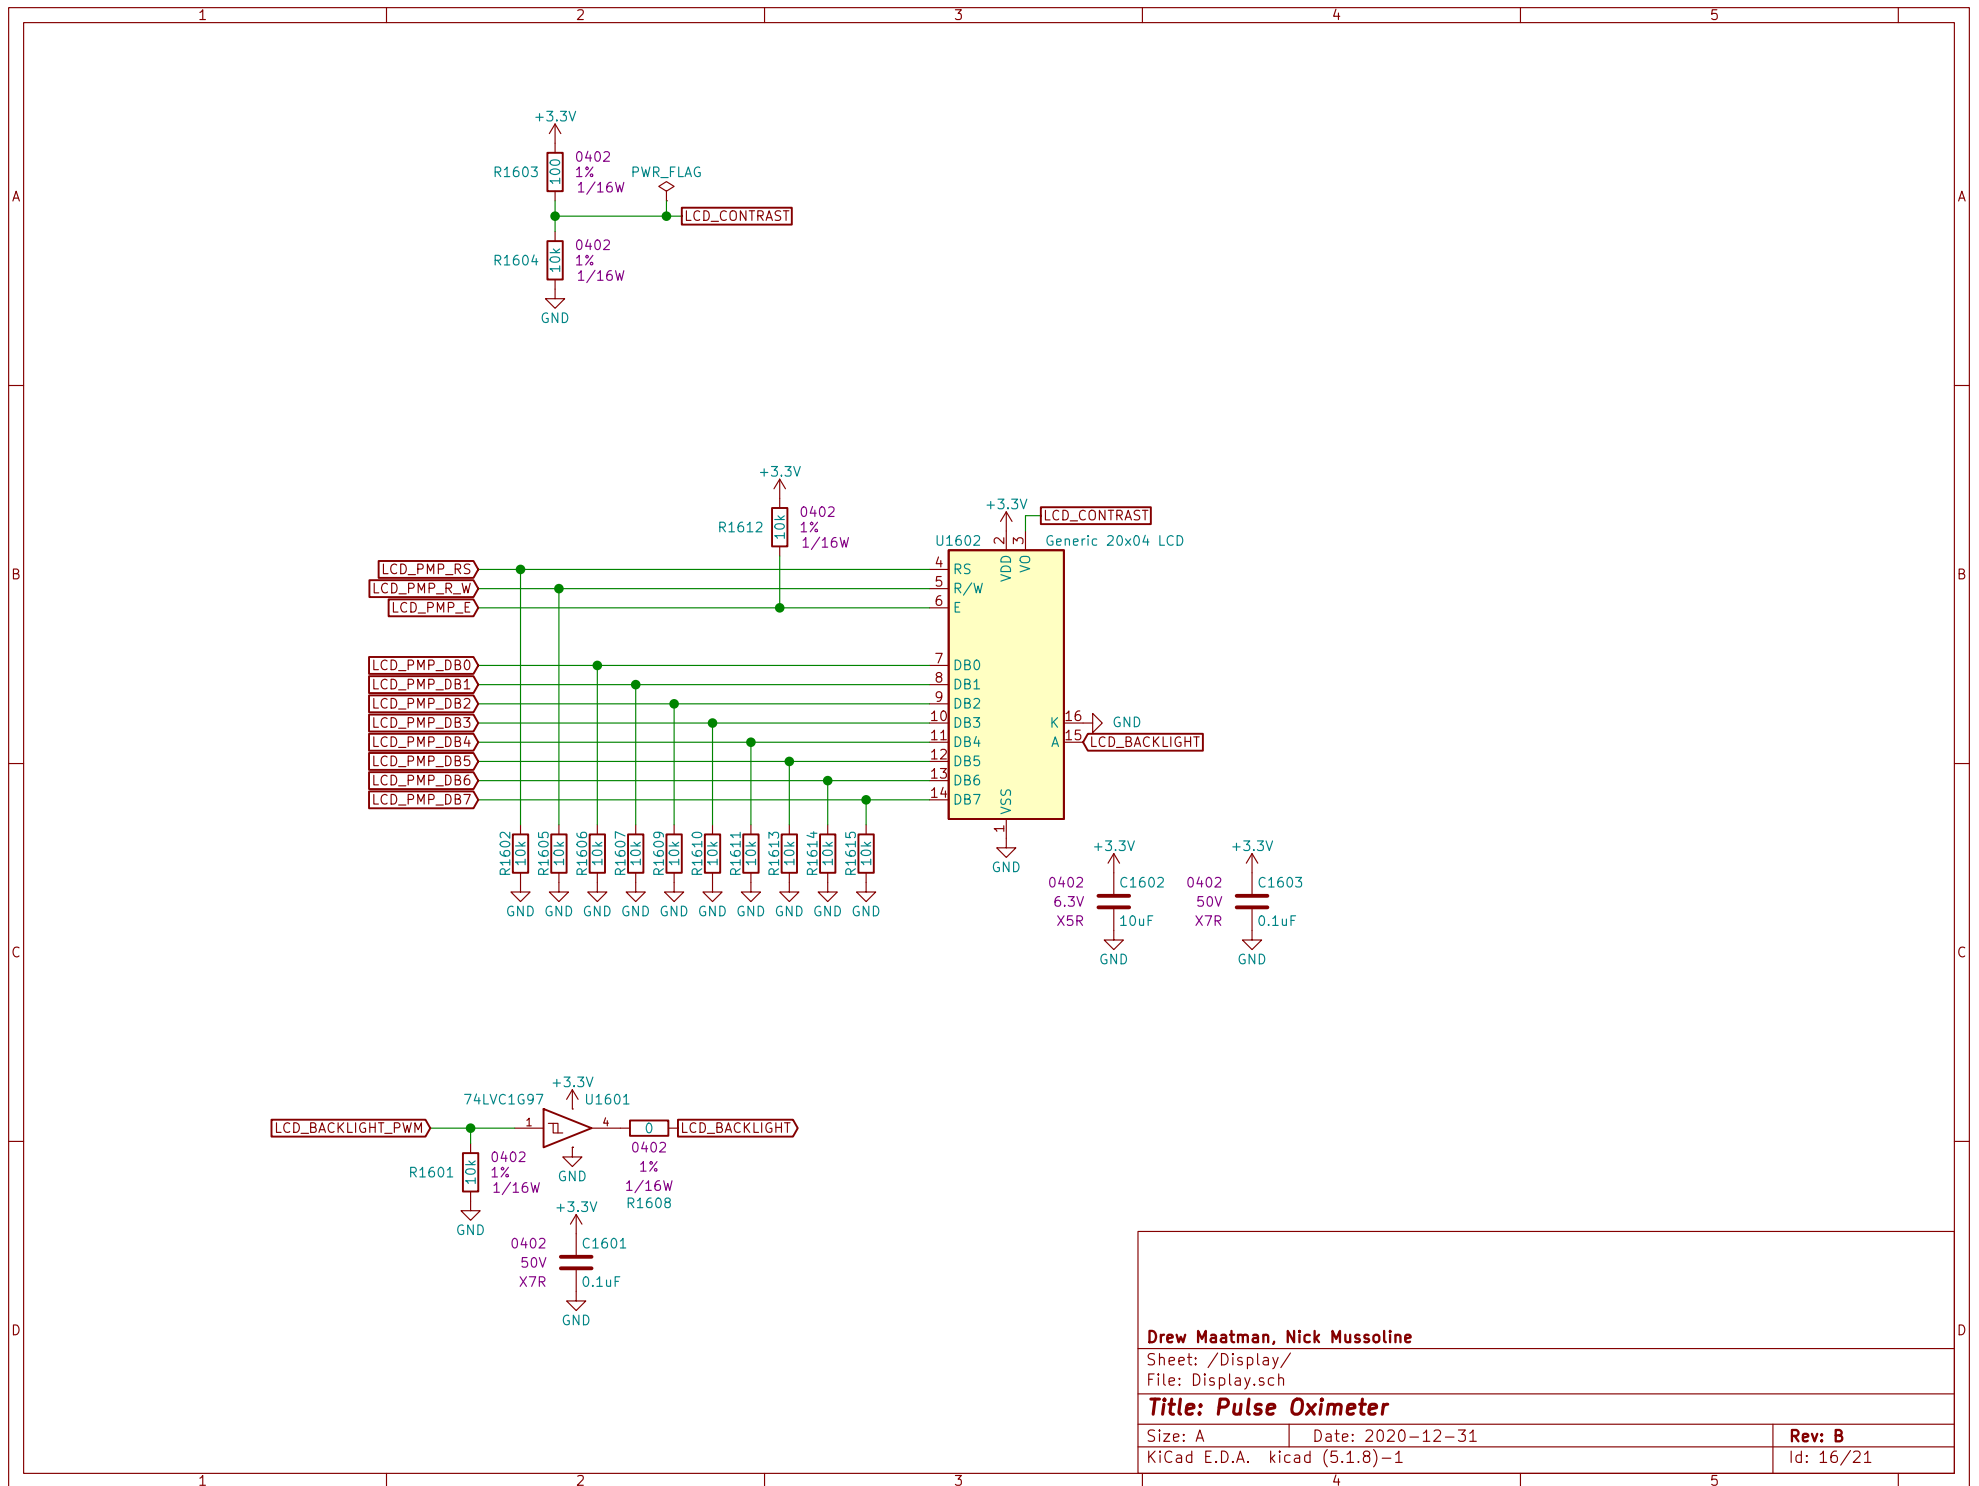 1 2 3 4 5
A A
B B
C C
D D
+3.3V
R1603 100 0402
1%
1/16W
PWR_FLAG
LCD_CONTRAST
R1604 10k 0402
1%
1/16W
GND
+3.3V
R1612 10k 0402
1%
1/16W
+3.3V
LCD_CONTRAST
U1602 2 3 Generic 20x04 LCD
VDD VO
LCD_PMP_RS 4 RS
LCD_PMP_R_W 5 R/W
LCD_PMP_E 6 E
LCD_PMP_DB0 7 DB0
LCD_PMP_DB1 8 DB1
LCD_PMP_DB2 9 DB2
LCD_PMP_DB3 10 DB3 K 16 GND
LCD_PMP_DB4 11 DB4 A 15 LCD_BACKLIGHT
LCD_PMP_DB5 12 DB5
LCD_PMP_DB6 13 DB6
LCD_PMP_DB7 14 DB7 VSS
1
GND
R1602 10k R1605 10k R1606 10k R1607 10k R1609 10k R1610 10k R1611 10k R1613 10k R1614 10k R1615 10k
GND GND GND GND GND GND GND GND GND GND
+3.3V +3.3V
0402 C1602 0402 C1603
6.3V 50V
X5R 10uF X7R 0.1uF
GND GND
+3.3V
74LVC1G97 U1601
LCD_BACKLIGHT_PWM 1 4 0 LCD_BACKLIGHT
0402
1%
1/16W
R1608
GND
R1601 10k 0402
1%
1/16W
GND
+3.3V
0402 C1601
50V
X7R 0.1uF
GND
Drew Maatman, Nick Mussoline
Sheet: /Display/
File: Display.sch
Title: Pulse Oximeter
Size: A Date: 2020-12-31 Rev: B
KiCad E.D.A. kicad (5.1.8)-1 Id: 16/21
1 2 3 4 5